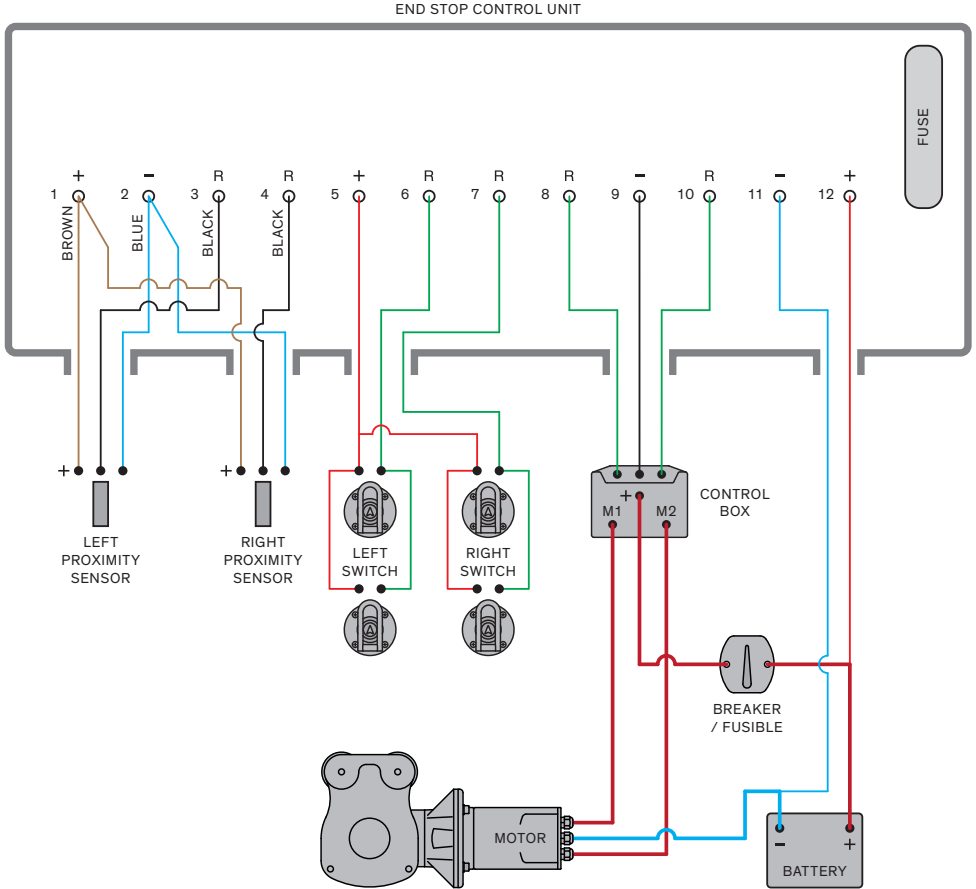 END STOP CONTROL UNIT
FUSE
+ − R R + R R R − R − +
1 2 3 4 5 6 7 8 9 10 11 12
BROWN
BLUE
BLACK
BLACK
+
+
LEFT
PROXIMITY
SENSOR
RIGHT
PROXIMITY
SENSOR
LEFT
SWITCH
RIGHT
SWITCH
+
M1 M2
CONTROL
BOX
BREAKER
/ FUSIBLE
MOTOR
− +
BATTERY